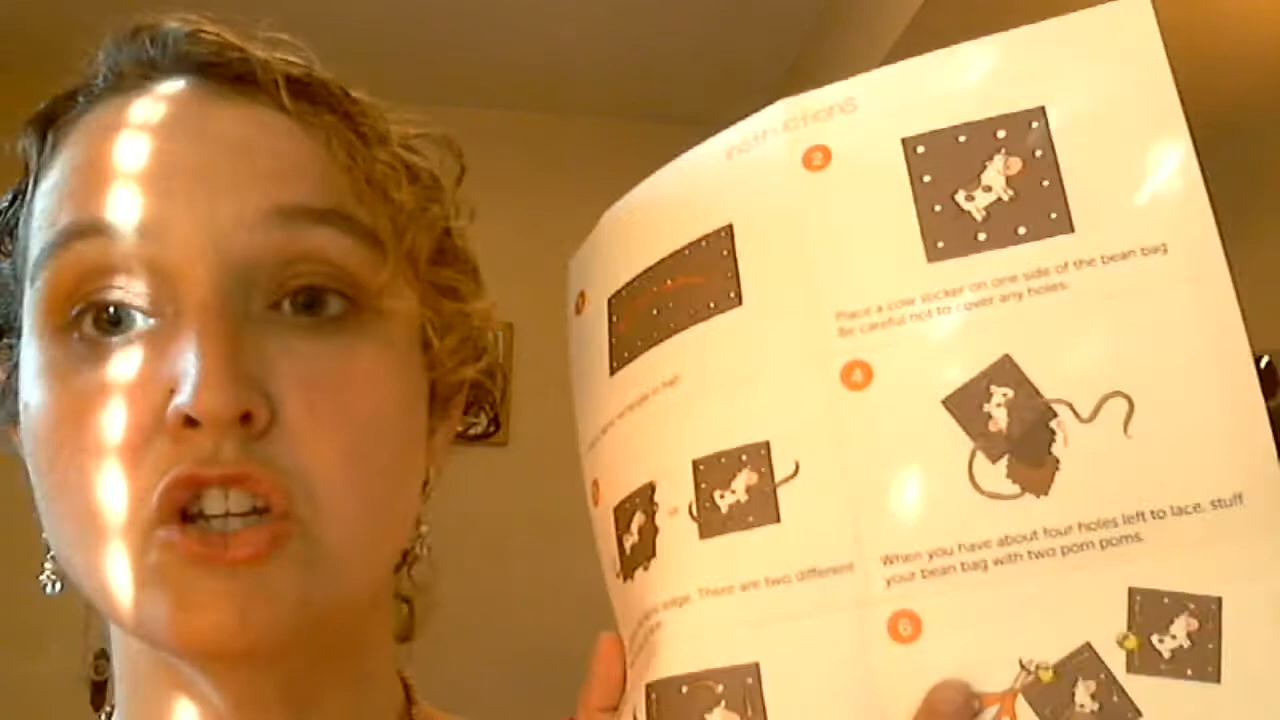 instructions
2
Place a cow sticker on one side of the bean bag
Be careful not to cover any holes.
4
or
edge. There are two different
When you have about four holes left to lace, stuff
your bean bag with two pom poms.
6